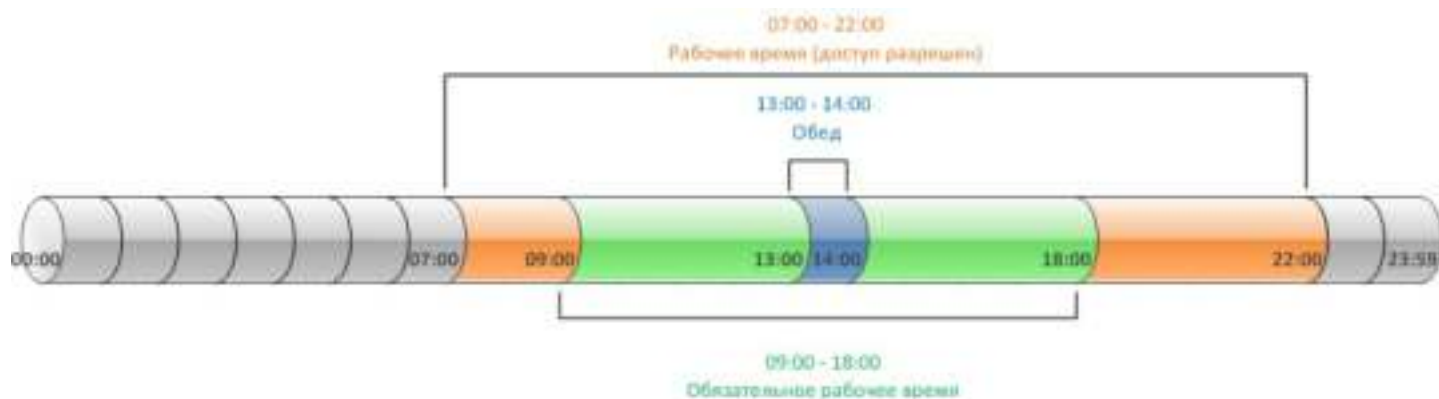 07:00 - 22:00
Рабочее время (доступ разрешен)
13:00 - 14:00
Обед
00:00 07:00 09:00 13:00 14:00 18:00 22:00 23:59
09:00 - 18:00
Обязательное рабочее время